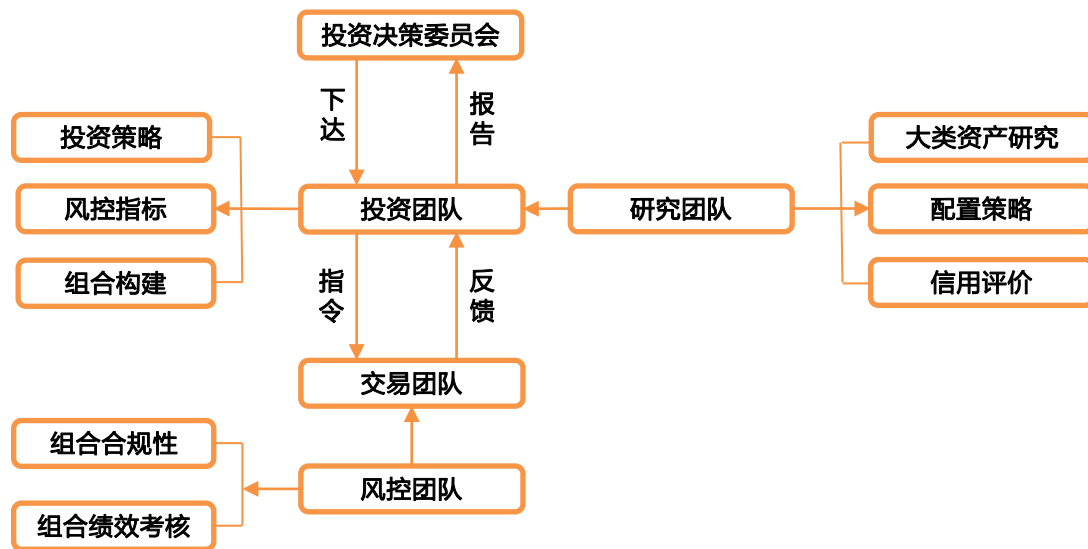 投资决策委员会
下达
报告
投资策略
大类资产研究
风控指标
投资团队
研究团队
配置策略
组合构建
指令
反馈
信用评价
交易团队
组合合规性
风控团队
组合绩效考核